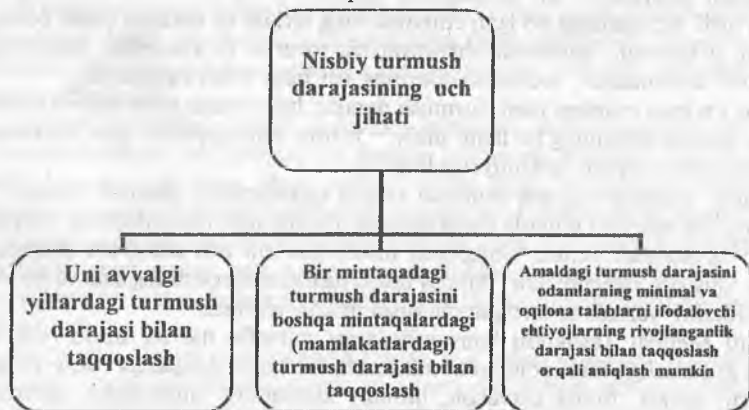 Nisbiy turmush
darajasining uch
jihati
Uni avvalgi
yillardagi turmush
darajasi bilan
taqqoslash
Bir mintaqadagi
turmush darajasini
boshqa mintaqalardagi
(mamlakatlardagi)
turmush darajasi bilan
taqqoslash
Amaldagi turmush darajasini
odamlarning minimal va
oqilona talablarni ifodalovchi
ehtiyojlarning rivojlanganlik
darajasi bilan taqqoslash
orqali aniqlash mumkin